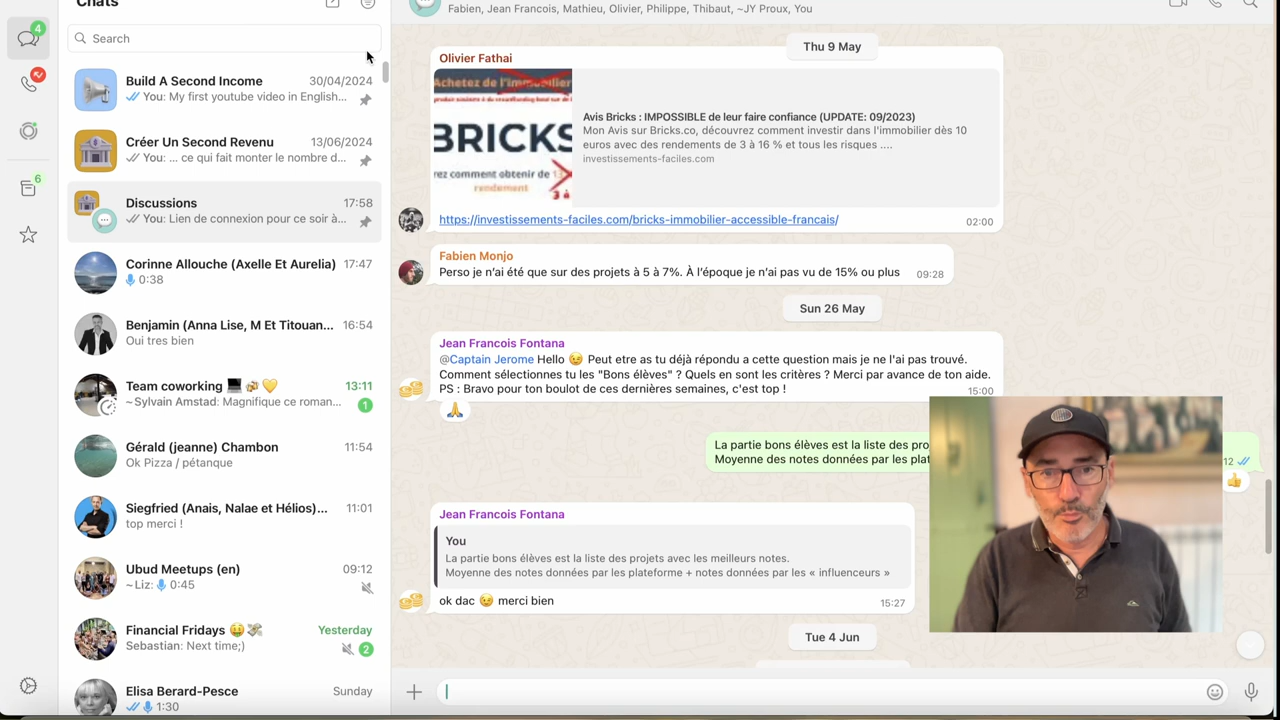 Chats
4
6
Search
Build A Second Income
30/04/2024
You: My first youtube video in English...
Créer Un Second Revenu
13/06/2024
You: ... ce qui fait monter le nombre d...
Discussions
17:58
You: Lien de connexion pour ce soir à...
Corinne Allouche (Axelle Et Aurelia)
17:47
0:38
Benjamin (Anna Lise, M Et Titouan...
16:54
Oui tres bien
Team coworking 💻 🐝 💛
13:11
~Sylvain Amstad: Magnifique ce roman...
1
Gérald (jeanne) Chambon
11:54
Ok Pizza / pétanque
Siegfried (Anais, Nalae et Hélios)...
11:01
top merci !
Ubud Meetups (en)
09:12
~Liz: 0:45
Financial Fridays 🤑 💸
Yesterday
Sebastian: Next time;)
2
Elisa Berard-Pesce
Sunday
1:30
Fabien, Jean Francois, Mathieu, Olivier, Philippe, Thibaut, ~JY Proux, You
Thu 9 May
Olivier Fathai
Achetez de l'immobilier
BRICKS
rez comment obtenir de
rendement
Avis Bricks : IMPOSSIBLE de leur faire confiance (UPDATE: 09/2023)
Mon Avis sur Bricks.co, découvrez comment investir dans l'immobilier dès 10
euros avec des rendements de 3 à 16 % et tous les risques ....
investissements-faciles.com
https://investissements-faciles.com/bricks-immobilier-accessible-francais/
02:00
Fabien Monjo
Perso je n'ai été que sur des projets à 5 à 7%. À l'époque je n'ai pas vu de 15% ou plus
09:28
Sun 26 May
Jean Francois Fontana
@Captain Jerome Hello 😉 Peut etre as tu déjà répondu a cette question mais je ne l'ai pas trouvé.
Comment sélectionnes tu les "Bons élèves" ? Quels en sont les critères ? Merci par avance de ton aide.
PS : Bravo pour ton boulot de ces dernières semaines, c'est top !
15:00
La partie bons élèves est la liste des pro
Moyenne des notes données par les plat
12
Jean Francois Fontana
You
La partie bons élèves est la liste des projets avec les meilleurs notes.
Moyenne des notes données par les plateforme + notes données par les « influenceurs »
ok dac 😉 merci bien
15:27
Tue 4 Jun